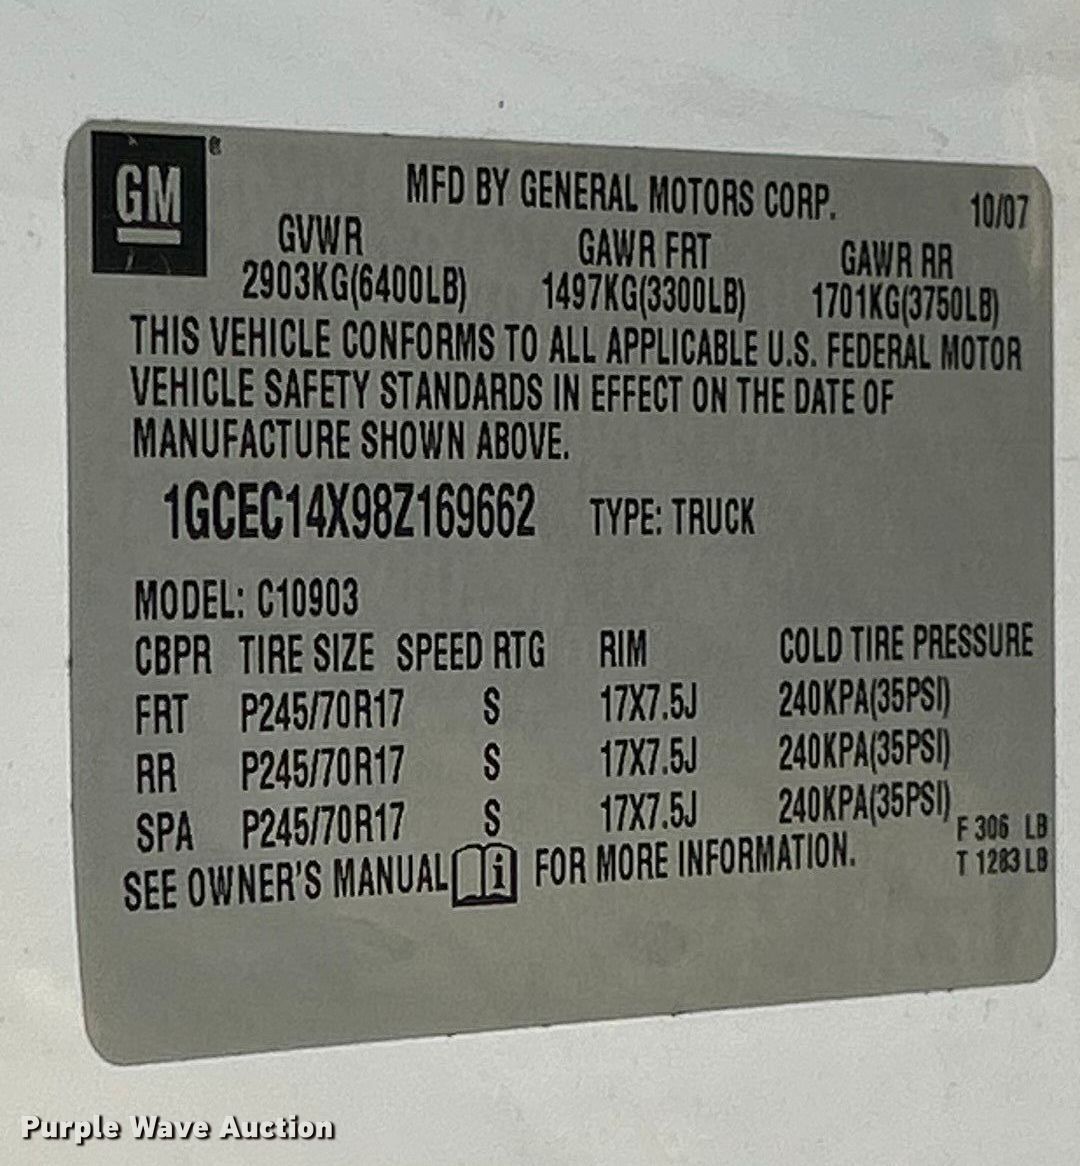 GM®
MFD BY GENERAL MOTORS CORP. 10/07
GVWR GAWR FRT GAWR RR
2903KG(6400LB) 1497KG(3300LB) 1701KG(3750LB)
THIS VEHICLE CONFORMS TO ALL APPLICABLE U.S. FEDERAL MOTOR
VEHICLE SAFETY STANDARDS IN EFFECT ON THE DATE OF
MANUFACTURE SHOWN ABOVE.
1GCEC14X98Z169662 TYPE: TRUCK
MODEL: C10903
CBPR TIRE SIZE SPEED RTG RIM COLD TIRE PRESSURE
FRT P245/70R17 S 17X7.5J 240KPA(35PSI)
RR P245/70R17 S 17X7.5J 240KPA(35PSI)
SPA P245/70R17 S 17X7.5J 240KPA(35PSI)
F 306 LB
T 1283 LB
SEE OWNER'S MANUAL i FOR MORE INFORMATION.
Purple Wave Auction